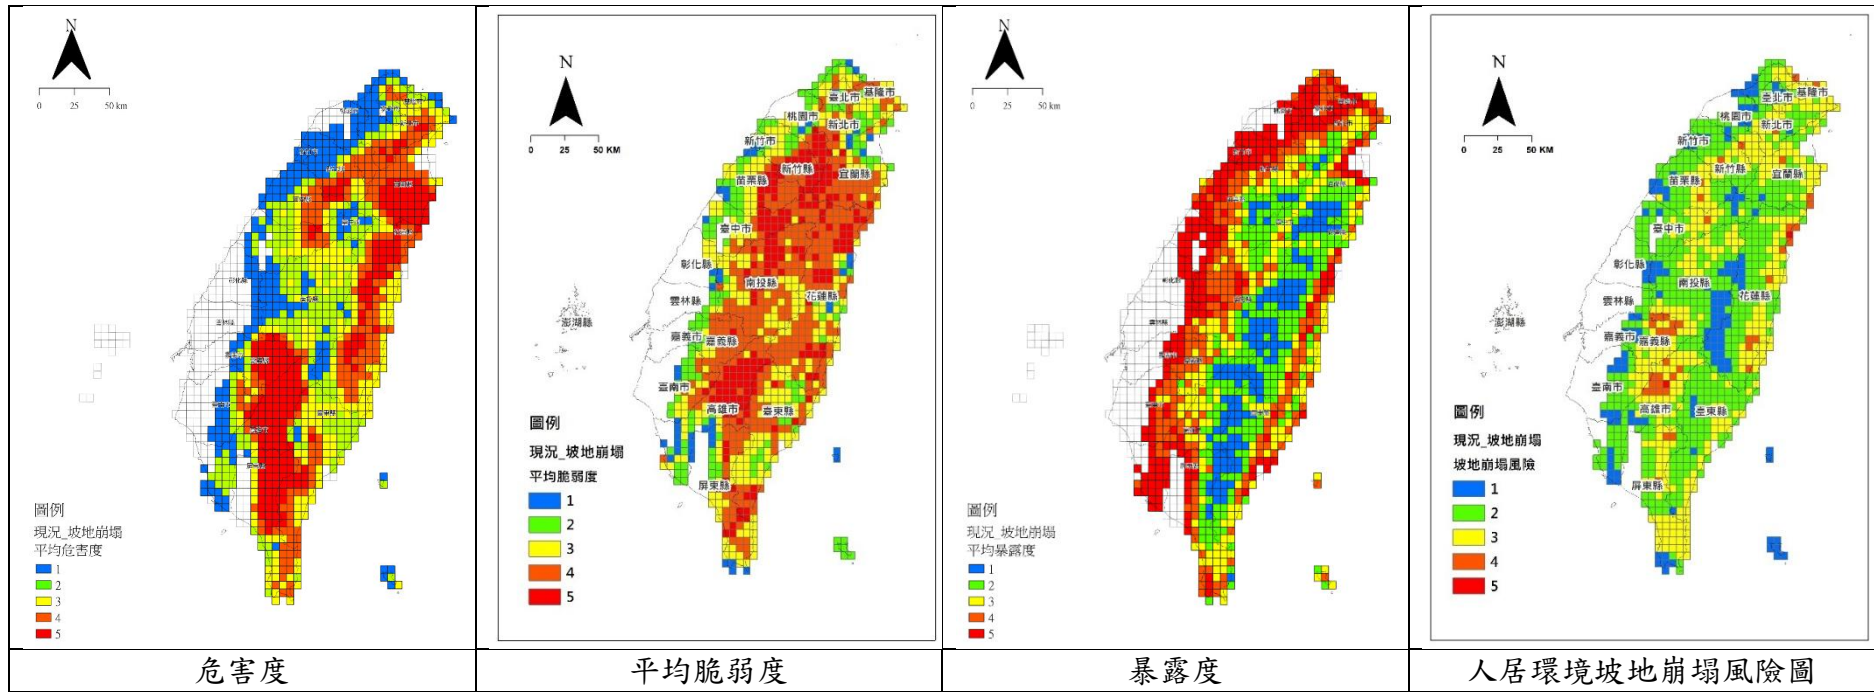 N
0 25 50 km
圖例
現況_坡地崩塌
平均危害度
1
2
3
4
5
危害度
N
0 25 50 KM
臺北市
基隆市
桃園市
新北市
新竹市
新竹縣
宜蘭縣
苗栗縣
臺中市
彰化縣
南投縣
花蓮縣
雲林縣
澎湖縣
嘉義市
嘉義縣
臺南市
高雄市
臺東縣
屏東縣
圖例
現況_坡地崩塌
平均脆弱度
1
2
3
4
5
平均脆弱度
N
0 25 50 km
圖例
現況_坡地崩塌
平均暴露度
1
2
3
4
5
暴露度
N
0 25 50 KM
臺北市
基隆市
桃園市
新北市
新竹市
新竹縣
宜蘭縣
苗栗縣
臺中市
彰化縣
南投縣
花蓮縣
雲林縣
澎湖縣
嘉義市
嘉義縣
臺南市
高雄市
臺東縣
屏東縣
圖例
現況_坡地崩塌
坡地崩塌風險
1
2
3
4
5
人居環境坡地崩塌風險圖